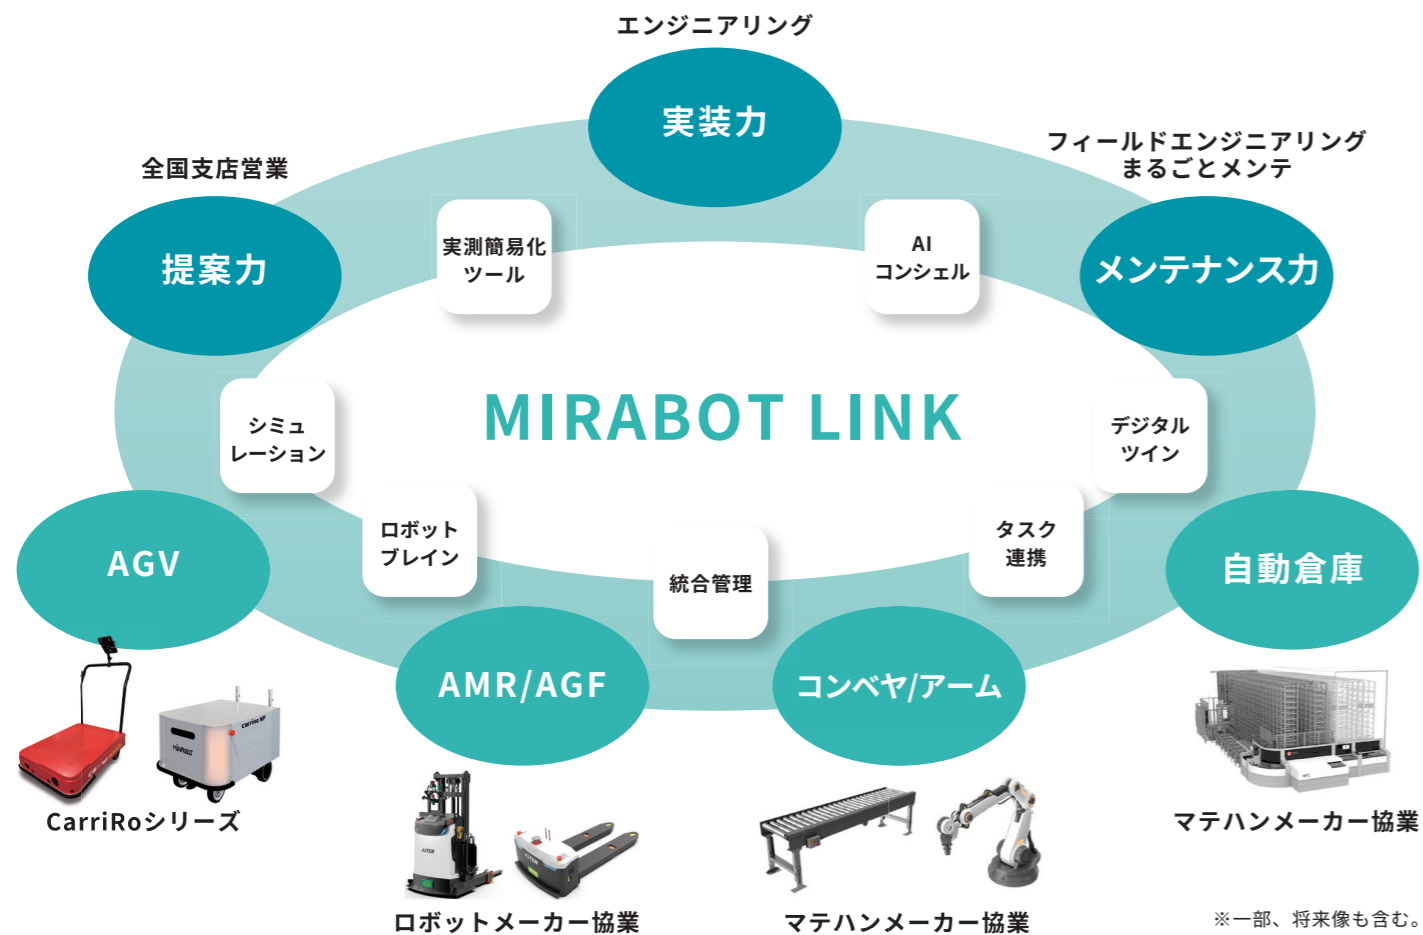 エンジニアリング
実装力
フィールドエンジニアリング
まるごとメンテ
全国支店営業
提案力
メンテナンス力
実測簡易化
ツール
AI
コンシェル
MIRABOT LINK
シミュ
レーション
デジタル
ツイン
ロボット
ブレイン
タスク
連携
統合管理
AGV
自動倉庫
AMR/AGF
コンベヤ/アーム
CarriRo
MIRABOT
CarriRoシリーズ
マテハンメーカー協業
AiTEN
AiTEN
ロボットメーカー協業
マテハンメーカー協業
※一部、将来像も含む。